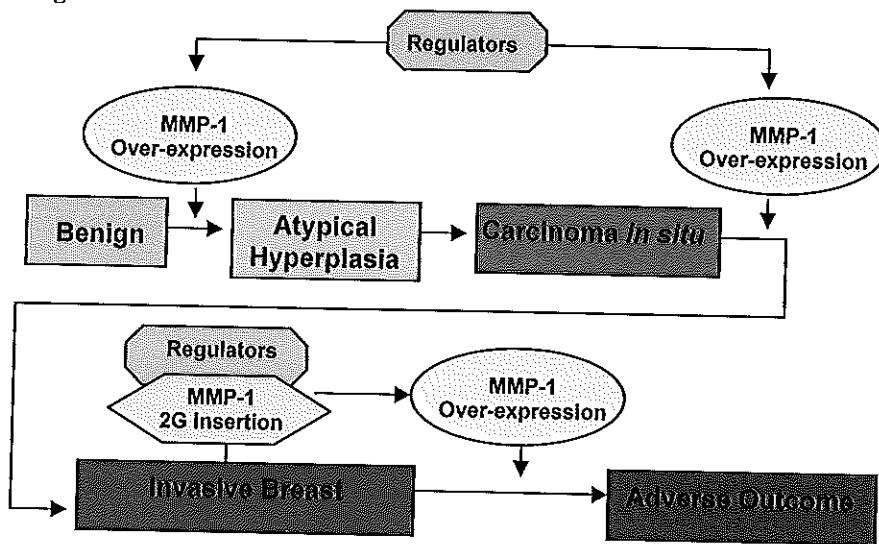 Regulators
MMP-1
Over-expression
MMP-1
Over-expression
Benign
Atypical
Hyperplasia
Carcinoma In situ
Regulators
MMP-1
2G Insertion
MMP-1
Over-expression
Invasive Breast
Adverse Outcome